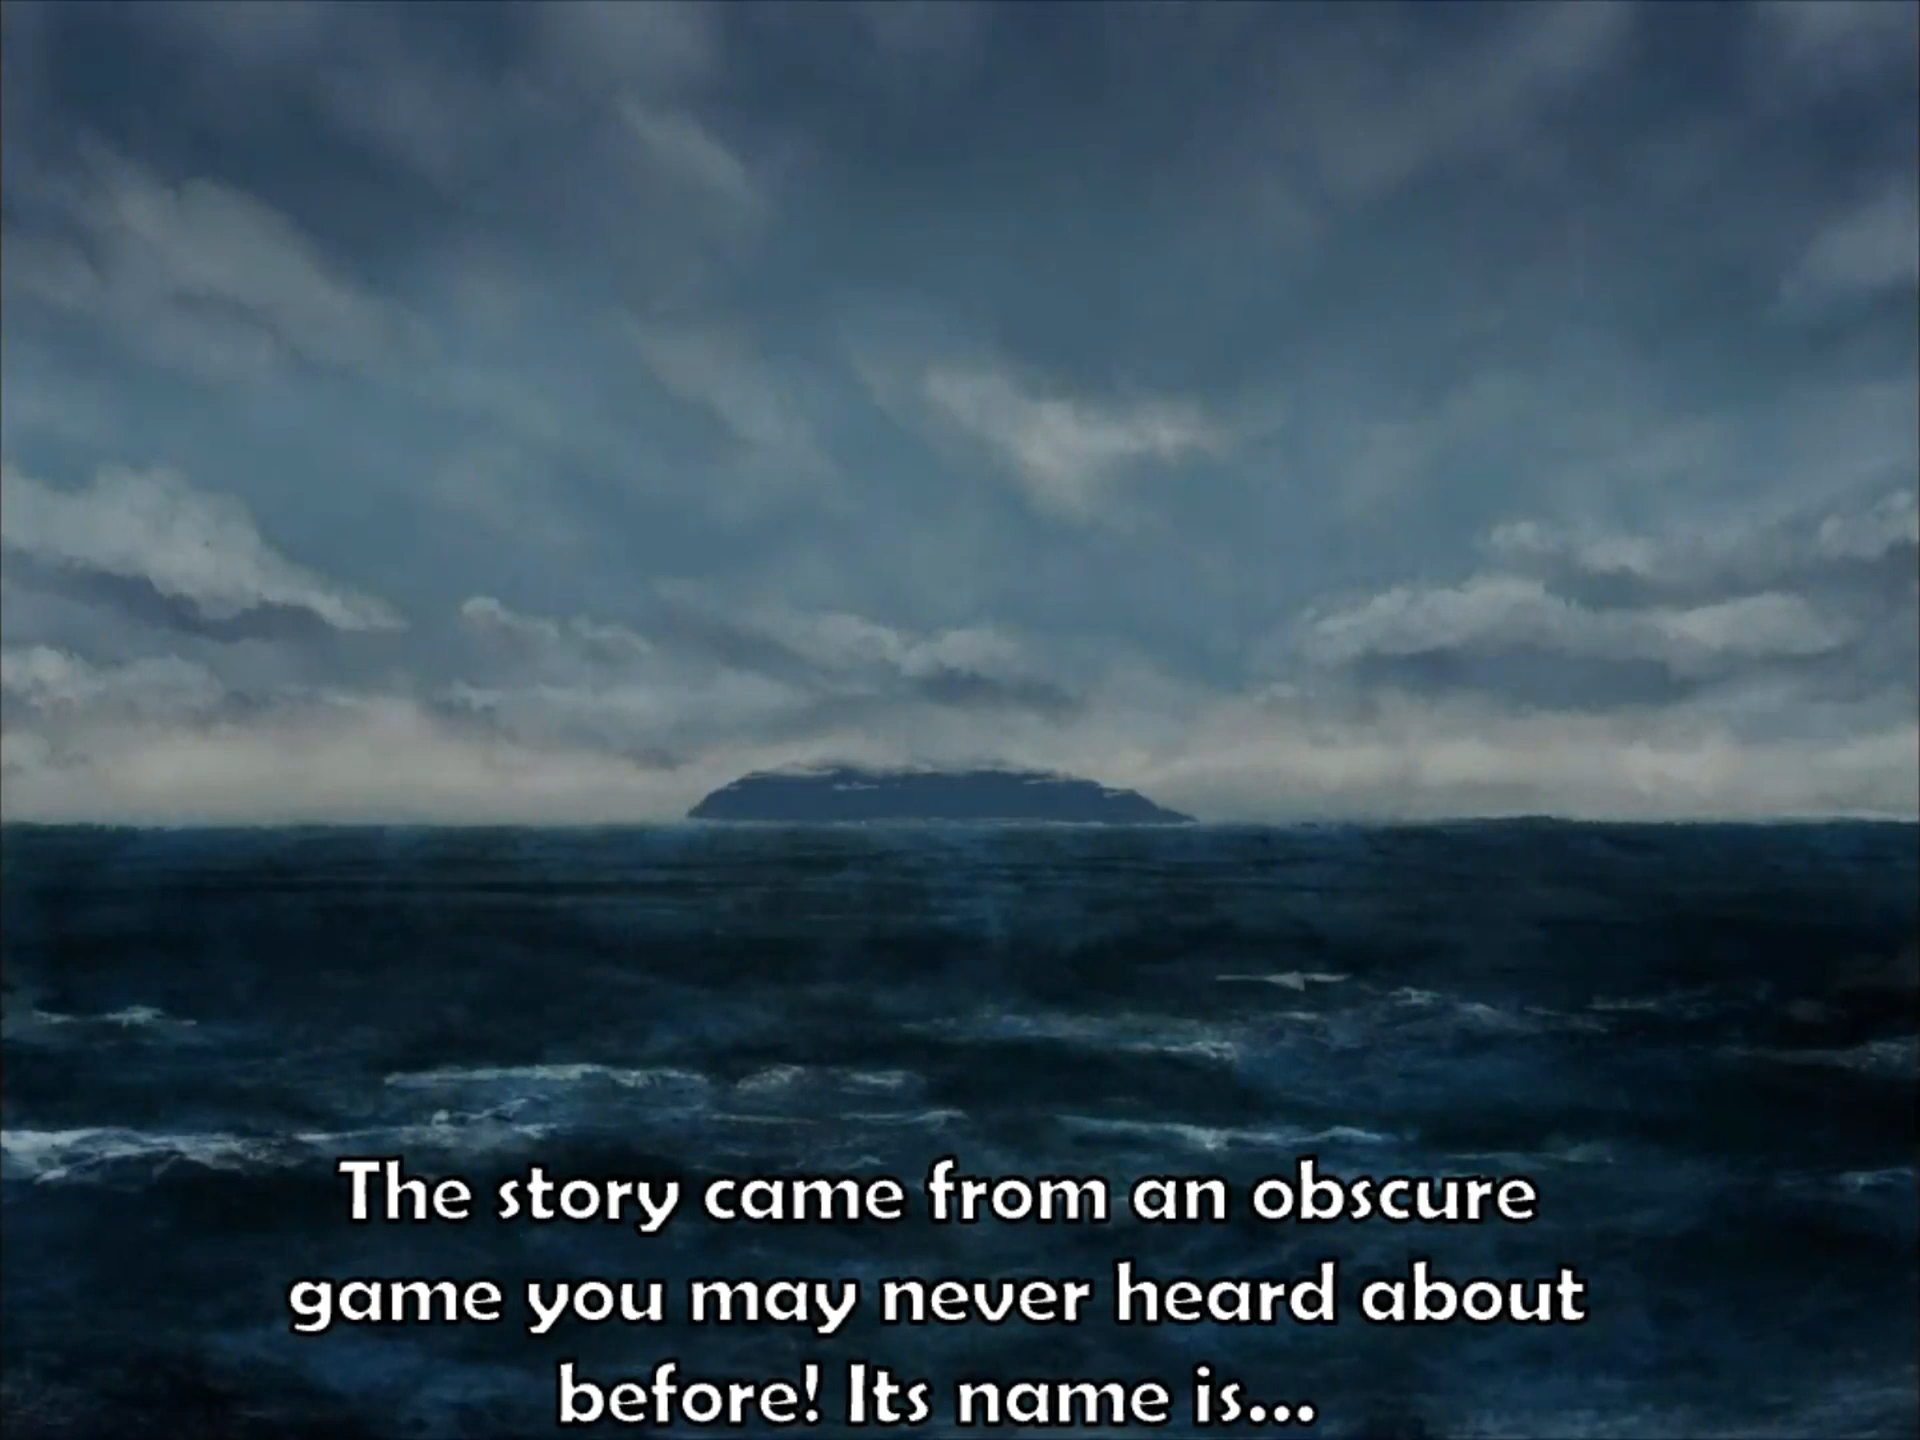 The story came from an obscure
game you may never heard about
before! Its name is...